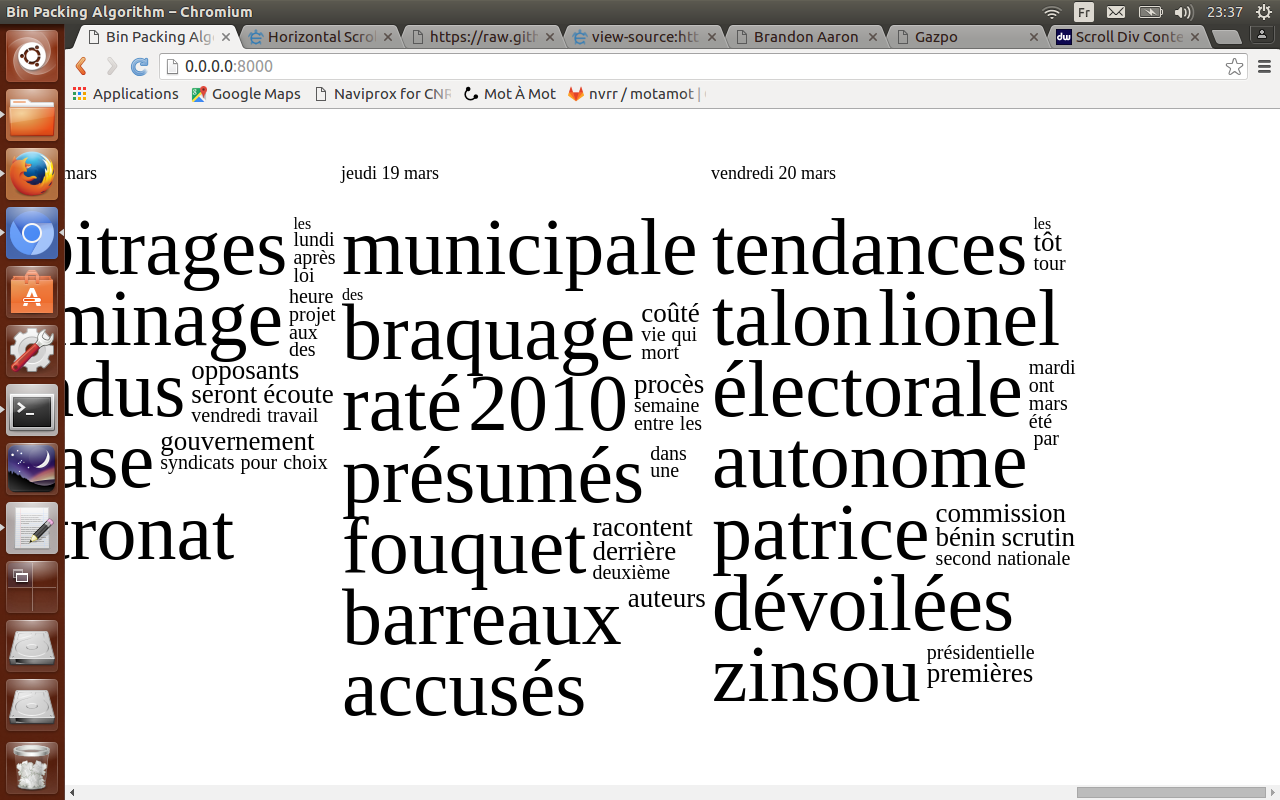 Bin Packing Algorithm – Chromium
Fr
23:37
Bin Packing Alg
Horizontal Scrol
https://raw.gith
view-source:htt
Brandon Aaron
Gazpo
dw
Scroll Div Conte
0.0.0.0:8000
Applications
Google Maps
Naviprox for CNR
Mot À Mot
nvrr / motamot |
mars
bitrages
les
lundi
après
loi
minage
heure
projet
aux
des
ndus
opposants
seront écoute
vendredi travail
ase
gouvernement
syndicats pour choix
tronat
jeudi 19 mars
municipale
des
braquage
coûté
vie qui
mort
raté 2010
procès
semaine
entre les
présumés
dans
une
fouquet
racontent
derrière
deuxième
barreaux
auteurs
accusés
vendredi 20 mars
tendances
les
tôt
tour
talon lionel
électorale
mardi
ont
mars
été
par
autonome
patrice
commission
bénin scrutin
second nationale
dévoilées
zinsou
présidentielle
premières